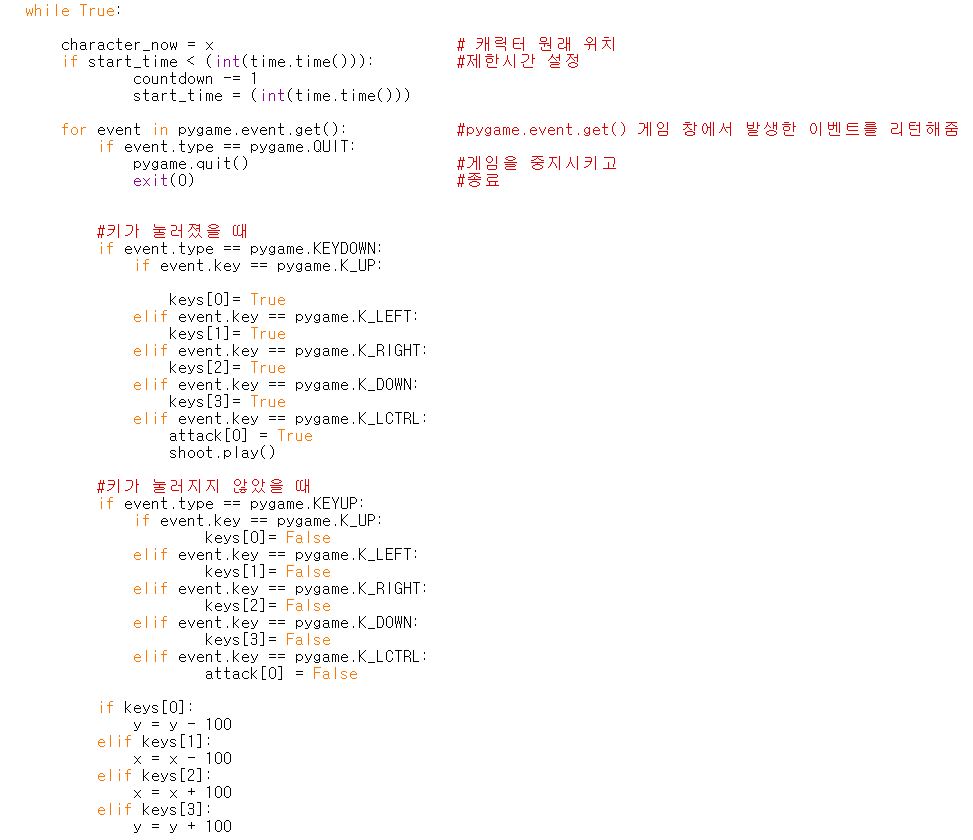 while True:
character_now = x # 캐릭터 원래 위치
if start_time < (int(time.time())): #제한시간 설정
countdown -= 1
start_time = (int(time.time()))
for event in pygame.event.get(): #pygame.event.get() 게임 창에서 발생한 이벤트를 리턴해줌
if event.type == pygame.QUIT:
pygame.quit() #게임을 중지시키고
exit(0) #종료
#키가 눌러졌을 때
if event.type == pygame.KEYDOWN:
if event.key == pygame.K_UP:
keys[0]= True
elif event.key == pygame.K_LEFT:
keys[1]= True
elif event.key == pygame.K_RIGHT:
keys[2]= True
elif event.key == pygame.K_DOWN:
keys[3]= True
elif event.key == pygame.K_LCTRL:
attack[0] = True
shoot.play()
#키가 눌러지지 않았을 때
if event.type == pygame.KEYUP:
if event.key == pygame.K_UP:
keys[0]= False
elif event.key == pygame.K_LEFT:
keys[1]= False
elif event.key == pygame.K_RIGHT:
keys[2]= False
elif event.key == pygame.K_DOWN:
keys[3]= False
elif event.key == pygame.K_LCTRL:
attack[0] = False
if keys[0]:
y = y - 100
elif keys[1]:
x = x - 100
elif keys[2]:
x = x + 100
elif keys[3]:
y = y + 100